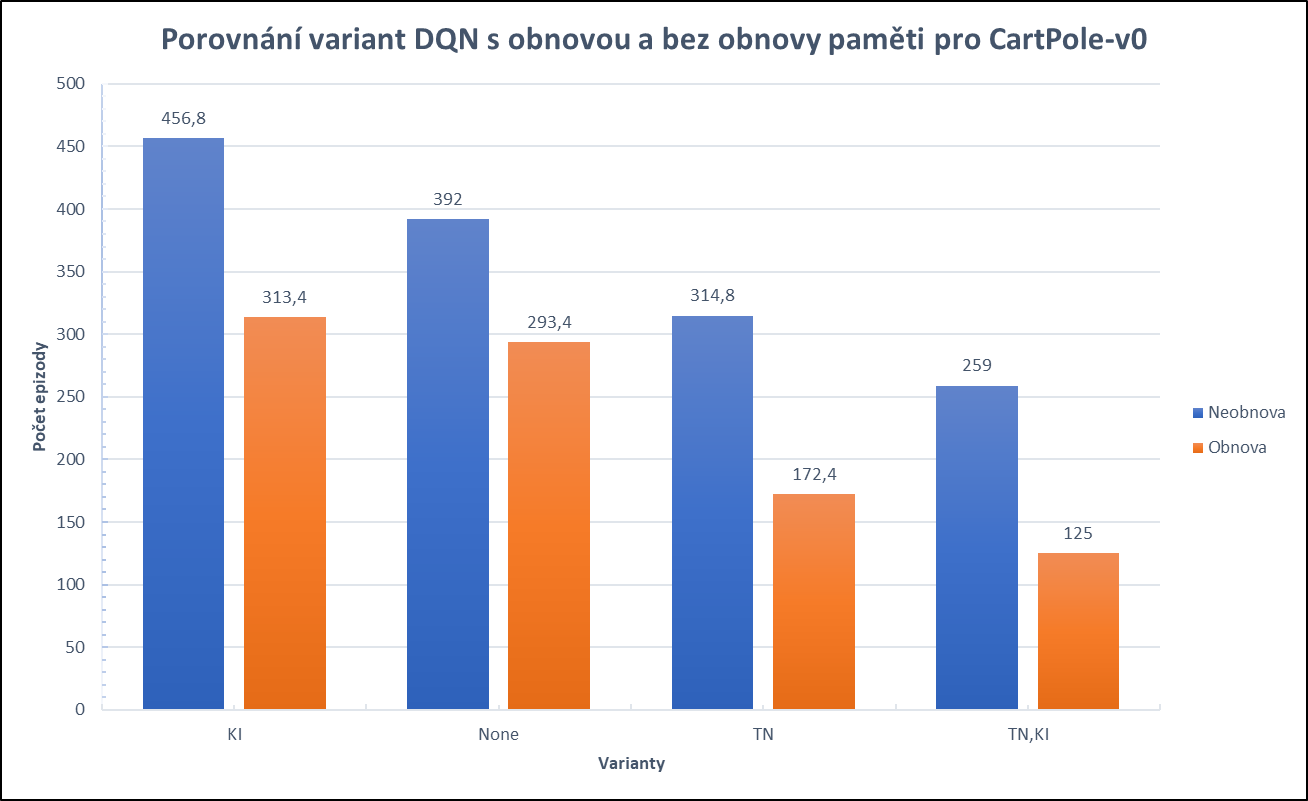 Porovnání variant DQN s obnovou a bez obnovy paměti pro CartPole-v0
500
450
400
350
300
250
200
150
100
50
0
Počet epizody
456,8
313,4
392
293,4
314,8
172,4
259
125
KI
None
TN
TN,KI
Varianty
Neobnova
Obnova